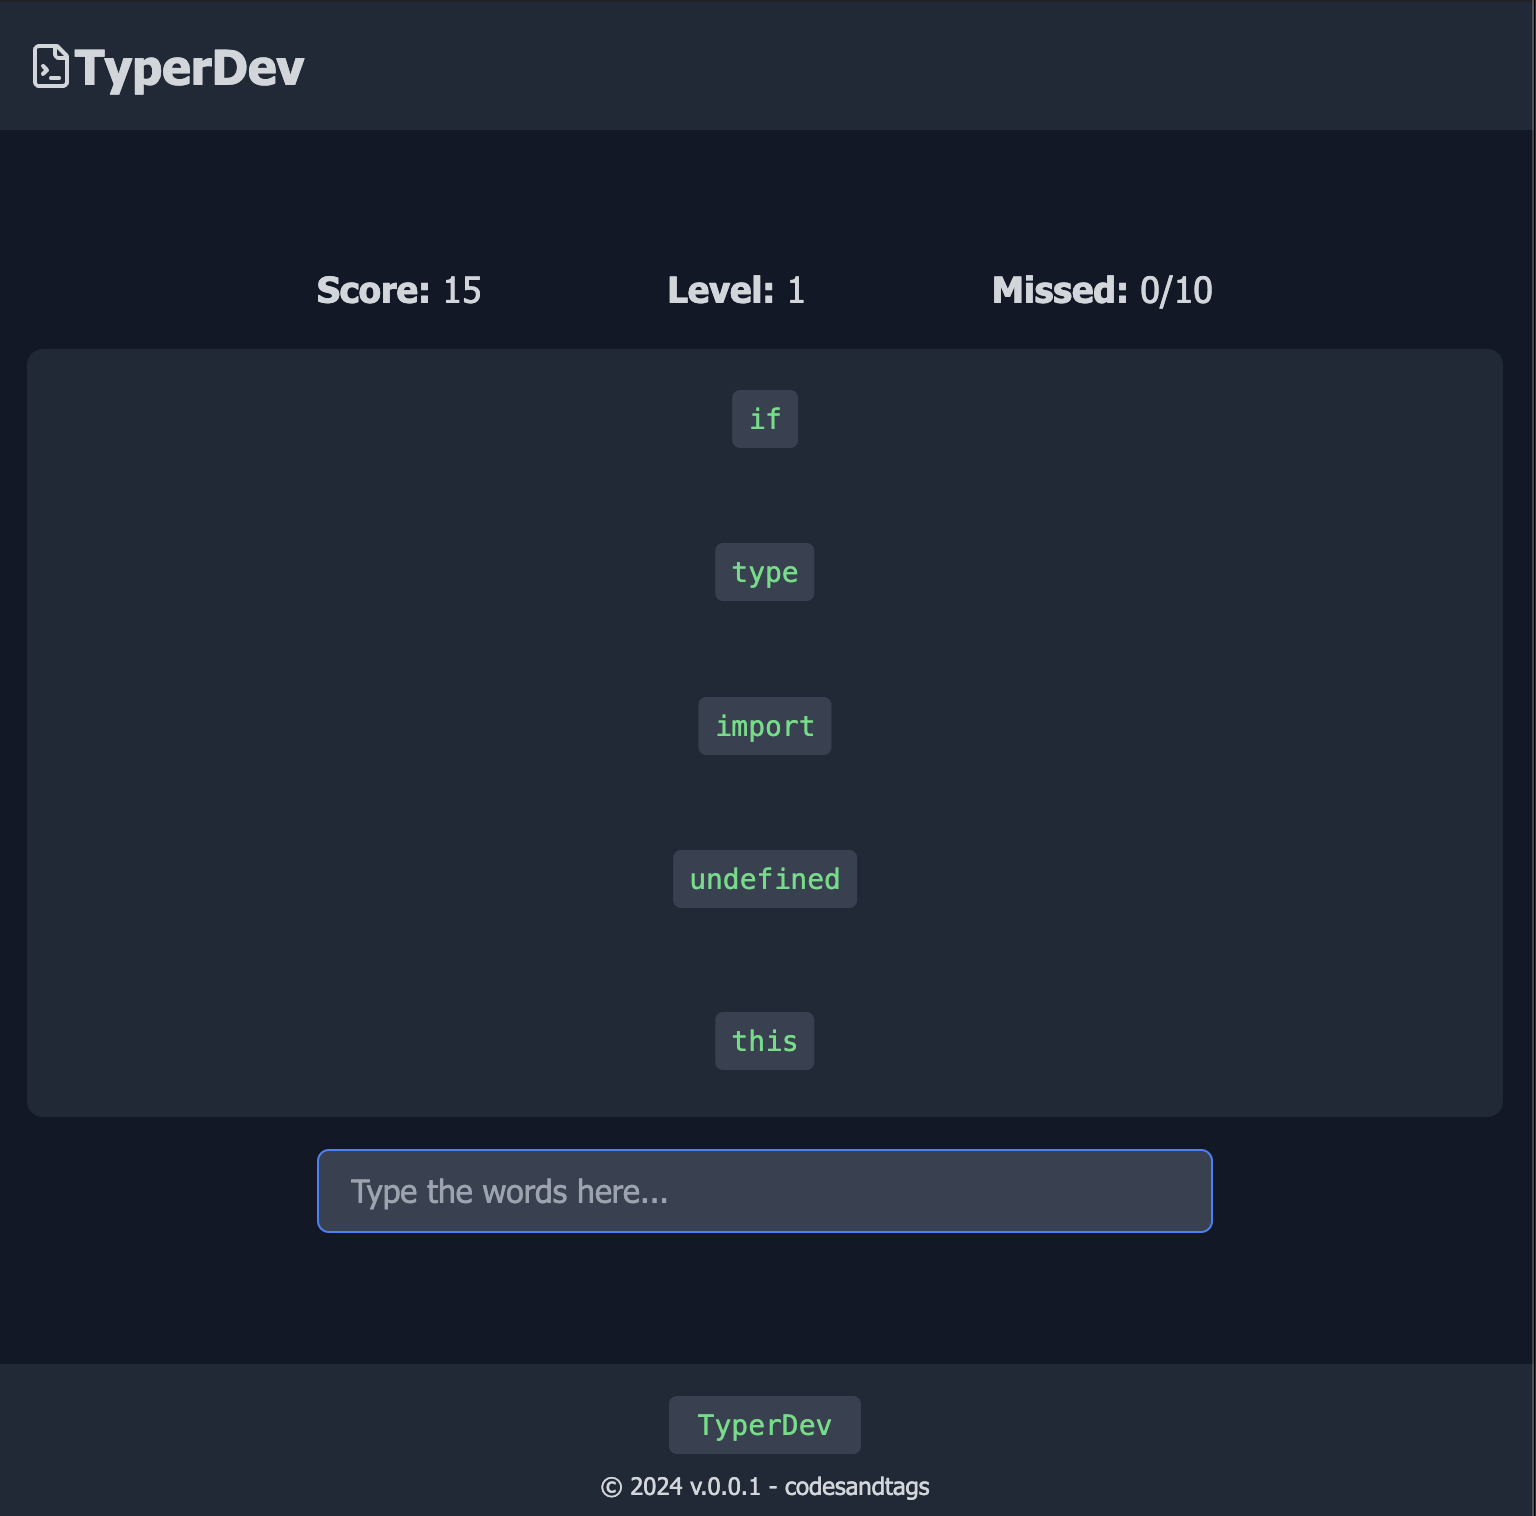 TyperDev
Score: 15 Level: 1 Missed: 0/10
if
type
import
undefined
this
Type the words here...
TyperDev
© 2024 v.0.0.1 - codesandtags